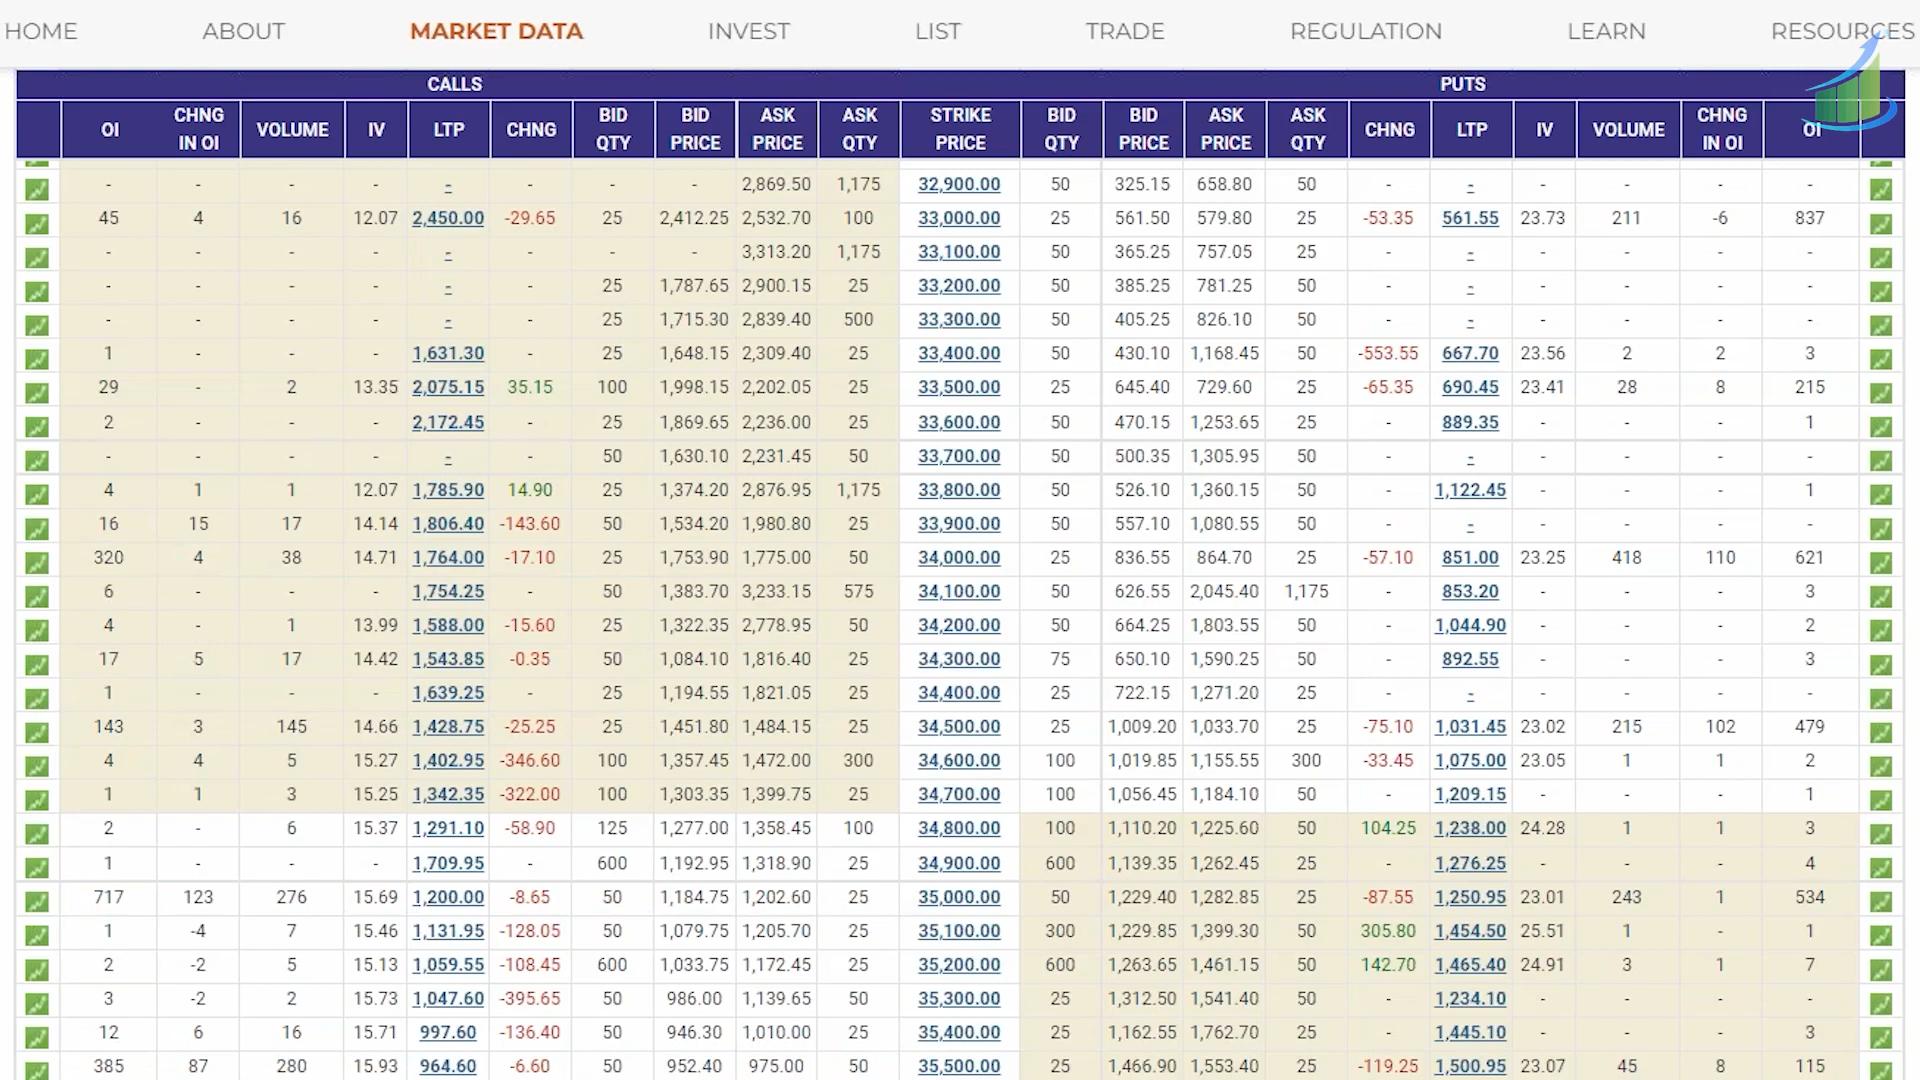 HOME ABOUT MARKET DATA INVEST LIST TRADE REGULATION LEARN RESOURCES
CALLS PUTS
OI CHNG IN OI VOLUME IV LTP CHNG BID QTY BID PRICE ASK PRICE ASK QTY STRIKE PRICE BID QTY BID PRICE ASK PRICE ASK QTY CHNG LTP IV VOLUME CHNG IN OI OI
- - - - - - - - 2,869.50 1,175 32,900.00 50 325.15 658.80 50 - - - - - -
45 4 16 12.07 2,450.00 -29.65 25 2,412.25 2,532.70 100 33,000.00 25 561.50 579.80 25 -53.35 561.55 23.73 211 -6 837
- - - - - - - - 3,313.20 1,175 33,100.00 50 365.25 757.05 25 - - - - - -
- - - - - - 25 1,787.65 2,900.15 25 33,200.00 50 385.25 781.25 50 - - - - - -
- - - - - - 25 1,715.30 2,839.40 500 33,300.00 50 405.25 826.10 50 - - - - - -
1 - - - 1,631.30 - 25 1,648.15 2,309.40 25 33,400.00 50 430.10 1,168.45 50 -553.55 667.70 23.56 2 2 3
29 - 2 13.35 2,075.15 35.15 100 1,998.15 2,202.05 25 33,500.00 25 645.40 729.60 25 -65.35 690.45 23.41 28 8 215
2 - - - 2,172.45 - 25 1,869.65 2,236.00 25 33,600.00 50 470.15 1,253.65 50 - 889.35 - - - 1
- - - - - - 50 1,630.10 2,231.45 50 33,700.00 50 500.35 1,305.95 50 - - - - - -
4 1 1 12.07 1,785.90 14.90 25 1,374.20 2,876.95 1,175 33,800.00 50 526.10 1,360.15 50 - 1,122.45 - - - 1
16 15 17 14.14 1,806.40 -143.60 50 1,534.20 1,980.80 25 33,900.00 50 557.10 1,080.55 50 - - - - - -
320 4 38 14.71 1,764.00 -17.10 25 1,753.90 1,775.00 50 34,000.00 25 836.55 864.70 25 -57.10 851.00 23.25 418 110 621
6 - - - 1,754.25 - 50 1,383.70 3,233.15 575 34,100.00 50 626.55 2,045.40 1,175 - 853.20 - - - 3
4 - 1 13.99 1,588.00 -15.60 25 1,322.35 2,778.95 50 34,200.00 50 664.25 1,803.55 50 - 1,044.90 - - - 2
17 5 17 14.42 1,543.85 -0.35 50 1,084.10 1,816.40 25 34,300.00 75 650.10 1,590.25 50 - 892.55 - - - 3
1 - - - 1,639.25 - 25 1,194.55 1,821.05 25 34,400.00 25 722.15 1,271.20 25 - - - - - -
143 3 145 14.66 1,428.75 -25.25 25 1,451.80 1,484.15 25 34,500.00 25 1,009.20 1,033.70 25 -75.10 1,031.45 23.02 215 102 479
4 4 5 15.27 1,402.95 -346.60 100 1,357.45 1,472.00 300 34,600.00 100 1,019.85 1,155.55 300 -33.45 1,075.00 23.05 1 1 2
1 1 3 15.25 1,342.35 -322.00 100 1,303.35 1,399.75 25 34,700.00 100 1,056.45 1,184.10 50 - 1,209.15 - - - 1
2 - 6 15.37 1,291.10 -58.90 125 1,277.00 1,358.45 100 34,800.00 100 1,110.20 1,225.60 50 104.25 1,238.00 24.28 1 1 3
1 - - - 1,709.95 - 600 1,192.95 1,318.90 25 34,900.00 600 1,139.35 1,262.45 25 - 1,276.25 - - - 4
717 123 276 15.69 1,200.00 -8.65 50 1,184.75 1,202.60 25 35,000.00 50 1,229.40 1,282.85 25 -87.55 1,250.95 23.01 243 1 534
1 -4 7 15.46 1,131.95 -128.05 50 1,079.75 1,205.70 25 35,100.00 300 1,229.85 1,399.30 50 305.80 1,454.50 25.51 1 - 1
2 -2 5 15.13 1,059.55 -108.45 600 1,033.75 1,172.45 25 35,200.00 600 1,263.65 1,461.15 50 142.70 1,465.40 24.91 3 1 7
3 -2 2 15.73 1,047.60 -395.65 50 986.00 1,139.65 50 35,300.00 25 1,312.50 1,541.40 50 - 1,234.10 - - - -
12 6 16 15.71 997.60 -136.40 50 946.30 1,010.00 25 35,400.00 25 1,162.55 1,762.70 25 - 1,445.10 - - - 3
385 87 280 15.93 964.60 -6.60 50 952.40 975.00 50 35,500.00 25 1,466.90 1,553.40 25 -119.25 1,500.95 23.07 45 8 115